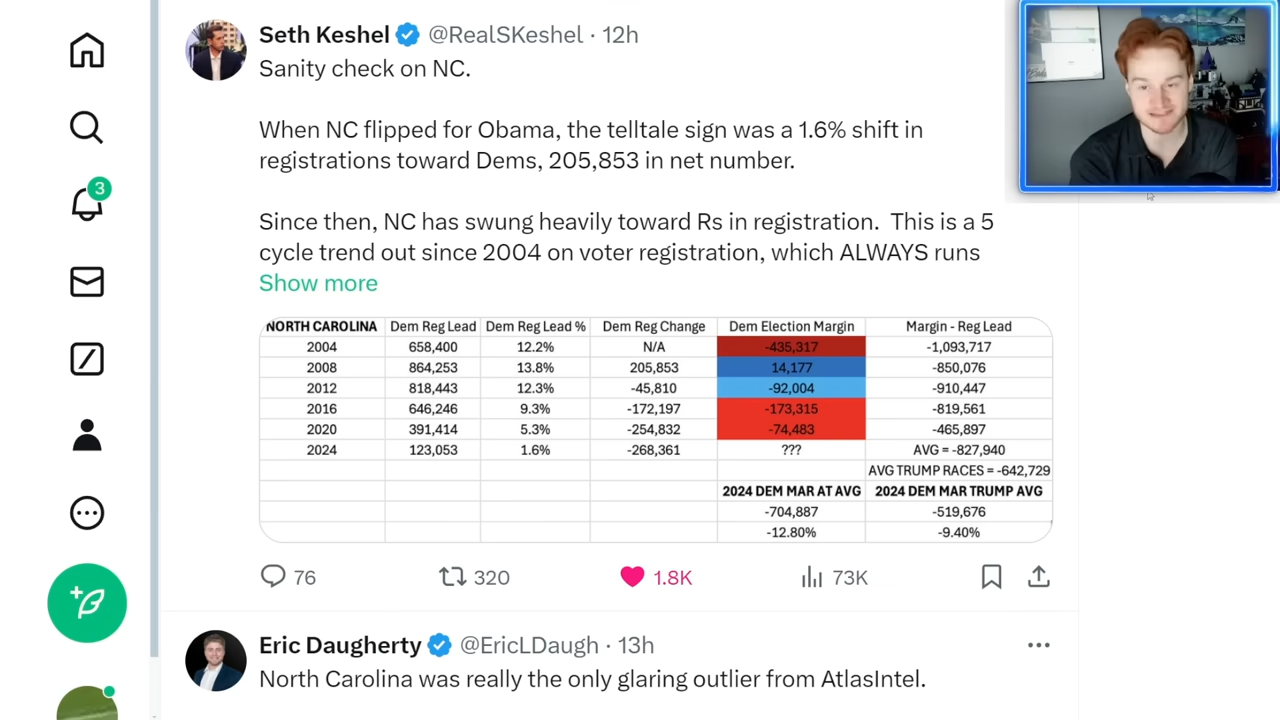 Seth Keshel @RealSKeshel · 12h
Sanity check on NC.
When NC flipped for Obama, the telltale sign was a 1.6% shift in
registrations toward Dems, 205,853 in net number.
Since then, NC has swung heavily toward Rs in registration. This is a 5
cycle trend out since 2004 on voter registration, which ALWAYS runs
Show more
NORTH CAROLINA Dem Reg Lead Dem Reg Lead % Dem Reg Change Dem Election Margin Margin - Reg Lead
2004 658,400 12.2% N/A -435,317 -1,093,717
2008 864,253 13.8% 205,853 14,177 -850,076
2012 818,443 12.3% -45,810 -92,004 -910,447
2016 646,246 9.3% -172,197 -173,315 -819,561
2020 391,414 5.3% -254,832 -74,483 -465,897
2024 123,053 1.6% -268,361 ??? AVG = -827,940
AVG TRUMP RACES = -642,729
2024 DEM MAR AT AVG 2024 DEM MAR TRUMP AVG
-704,887 -519,676
-12.80% -9.40%
76 320 1.8K 73K
Eric Daugherty @EricLDaugh · 13h
North Carolina was really the only glaring outlier from AtlasIntel.
3